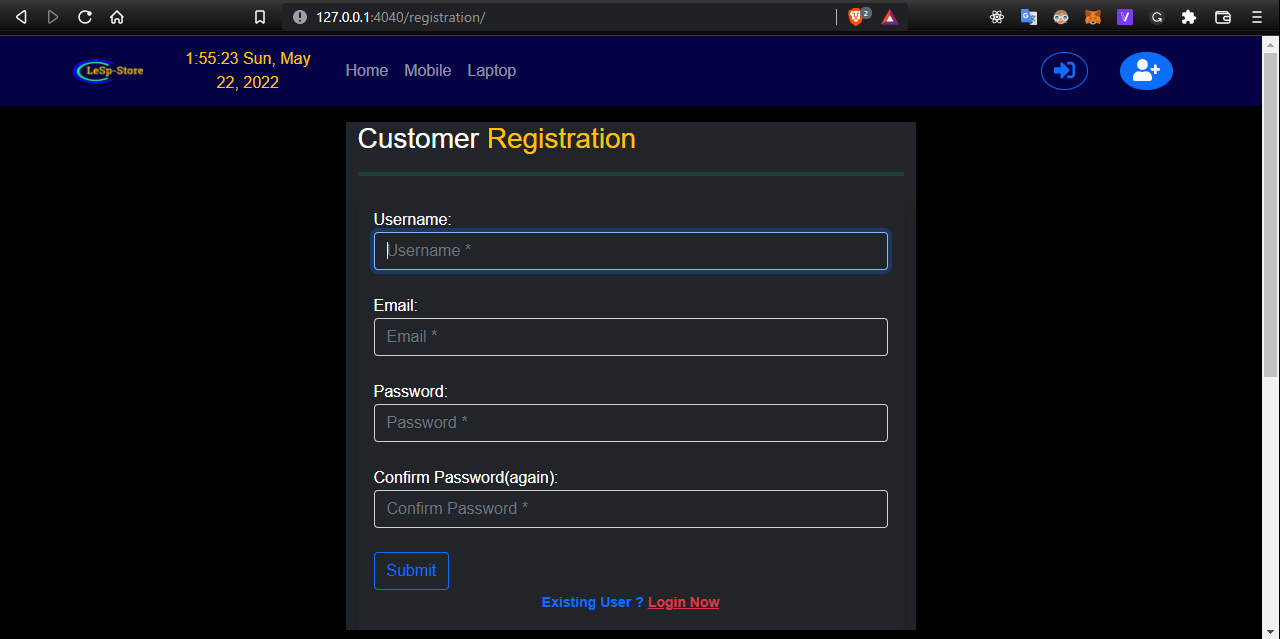 127.0.0.1:4040/registration/
2
LeSp-Store
1:55:23 Sun, May
22, 2022
Home Mobile Laptop
Customer Registration
Username:
Username *
Email:
Email *
Password:
Password *
Confirm Password(again):
Confirm Password *
Submit
Existing User ? Login Now